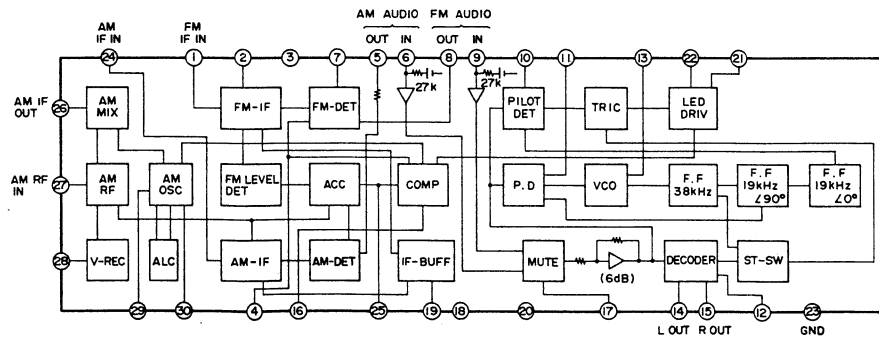 AM AUDIO FM AUDIO
AM IF IN
FM IF IN
OUT IN OUT IN
24 1 2 3 7 5 6 8 9 10 11 13 22 21
27k 27k
AM IF OUT
26
AM MIX
FM-IF
FM-DET
PILOT DET
TRIC
LED DRIV
AM RF IN
27
AM RF
AM OSC
FM LEVEL DET
ACC
COMP
P.D
VCO
F.F 38kHz
F.F 19kHz ∠90°
F.F 19kHz ∠0°
28
V-REC
ALC
AM-IF
AM-DET
IF-BUFF
MUTE
(6dB)
DECODER
ST-SW
29 30 4 16 25 19 18 20 17 14 15 12 23
L OUT R OUT
GND